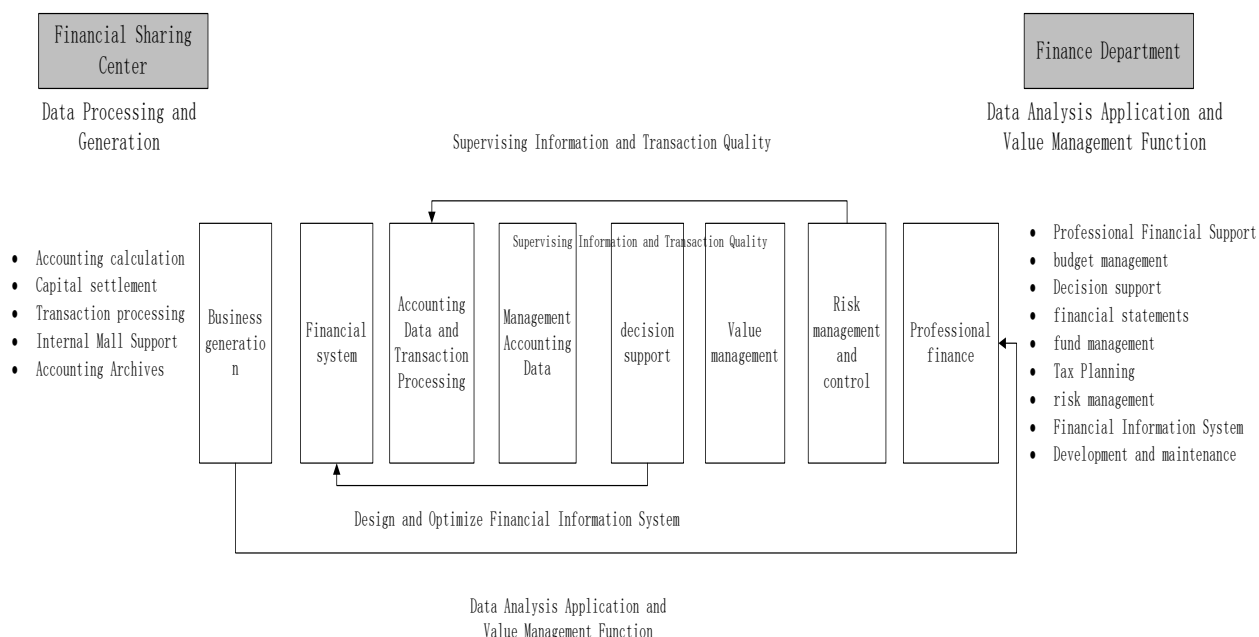 Financial Sharing
Center
Data Processing and
Generation
Finance Department
Data Analysis Application and
Value Management Function
Supervising Information and Transaction Quality
• Accounting calculation
• Capital settlement
• Transaction processing
• Internal Mall Support
• Accounting Archives
Business
generatio
n
Financial
system
Accounting
Data and
Transaction
Processing
Management
Accounting
Data
Supervising Information and Transaction Quality
decision
support
Value
management
Risk
management
and
control
Professional
finance
• Professional Financial Support
• budget management
• Decision support
• financial statements
• fund management
• Tax Planning
• risk management
• Financial Information System
• Development and maintenance
Design and Optimize Financial Information System
Data Analysis Application and
Value Management Function